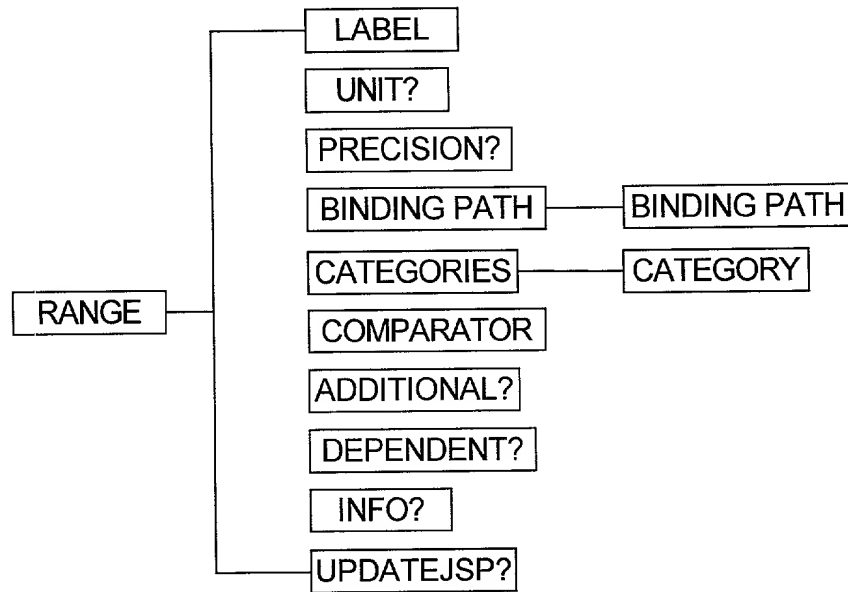 LABEL
UNIT?
PRECISION?
BINDING PATH BINDING PATH
CATEGORIES CATEGORY
RANGE
COMPARATOR
ADDITIONAL?
DEPENDENT?
INFO?
UPDATEJSP?